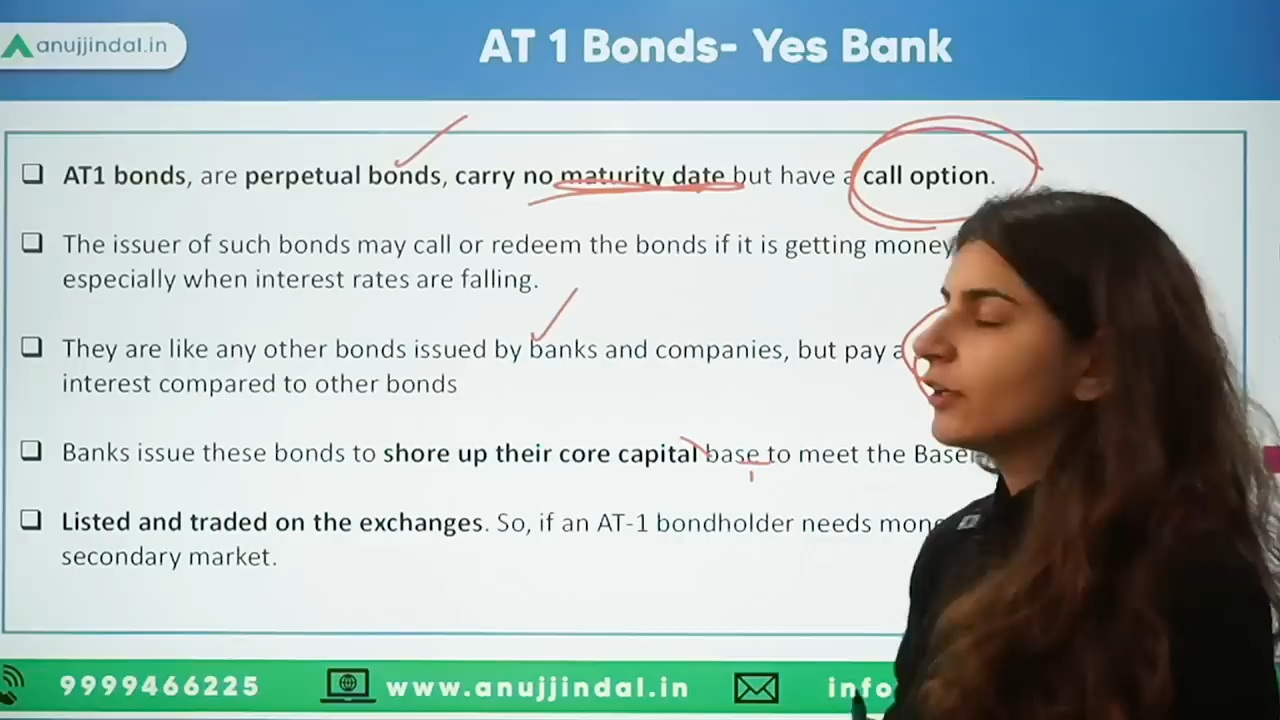 anujjindal.in
AT 1 Bonds- Yes Bank
AT1 bonds, are perpetual bonds, carry no maturity date but have a call option.
The issuer of such bonds may call or redeem the bonds if it is getting money
especially when interest rates are falling.
They are like any other bonds issued by banks and companies, but pay a
interest compared to other bonds
Banks issue these bonds to shore up their core capital base to meet the Basel
Listed and traded on the exchanges. So, if an AT-1 bondholder needs
secondary market.
9999466225 www.anujjindal.in info